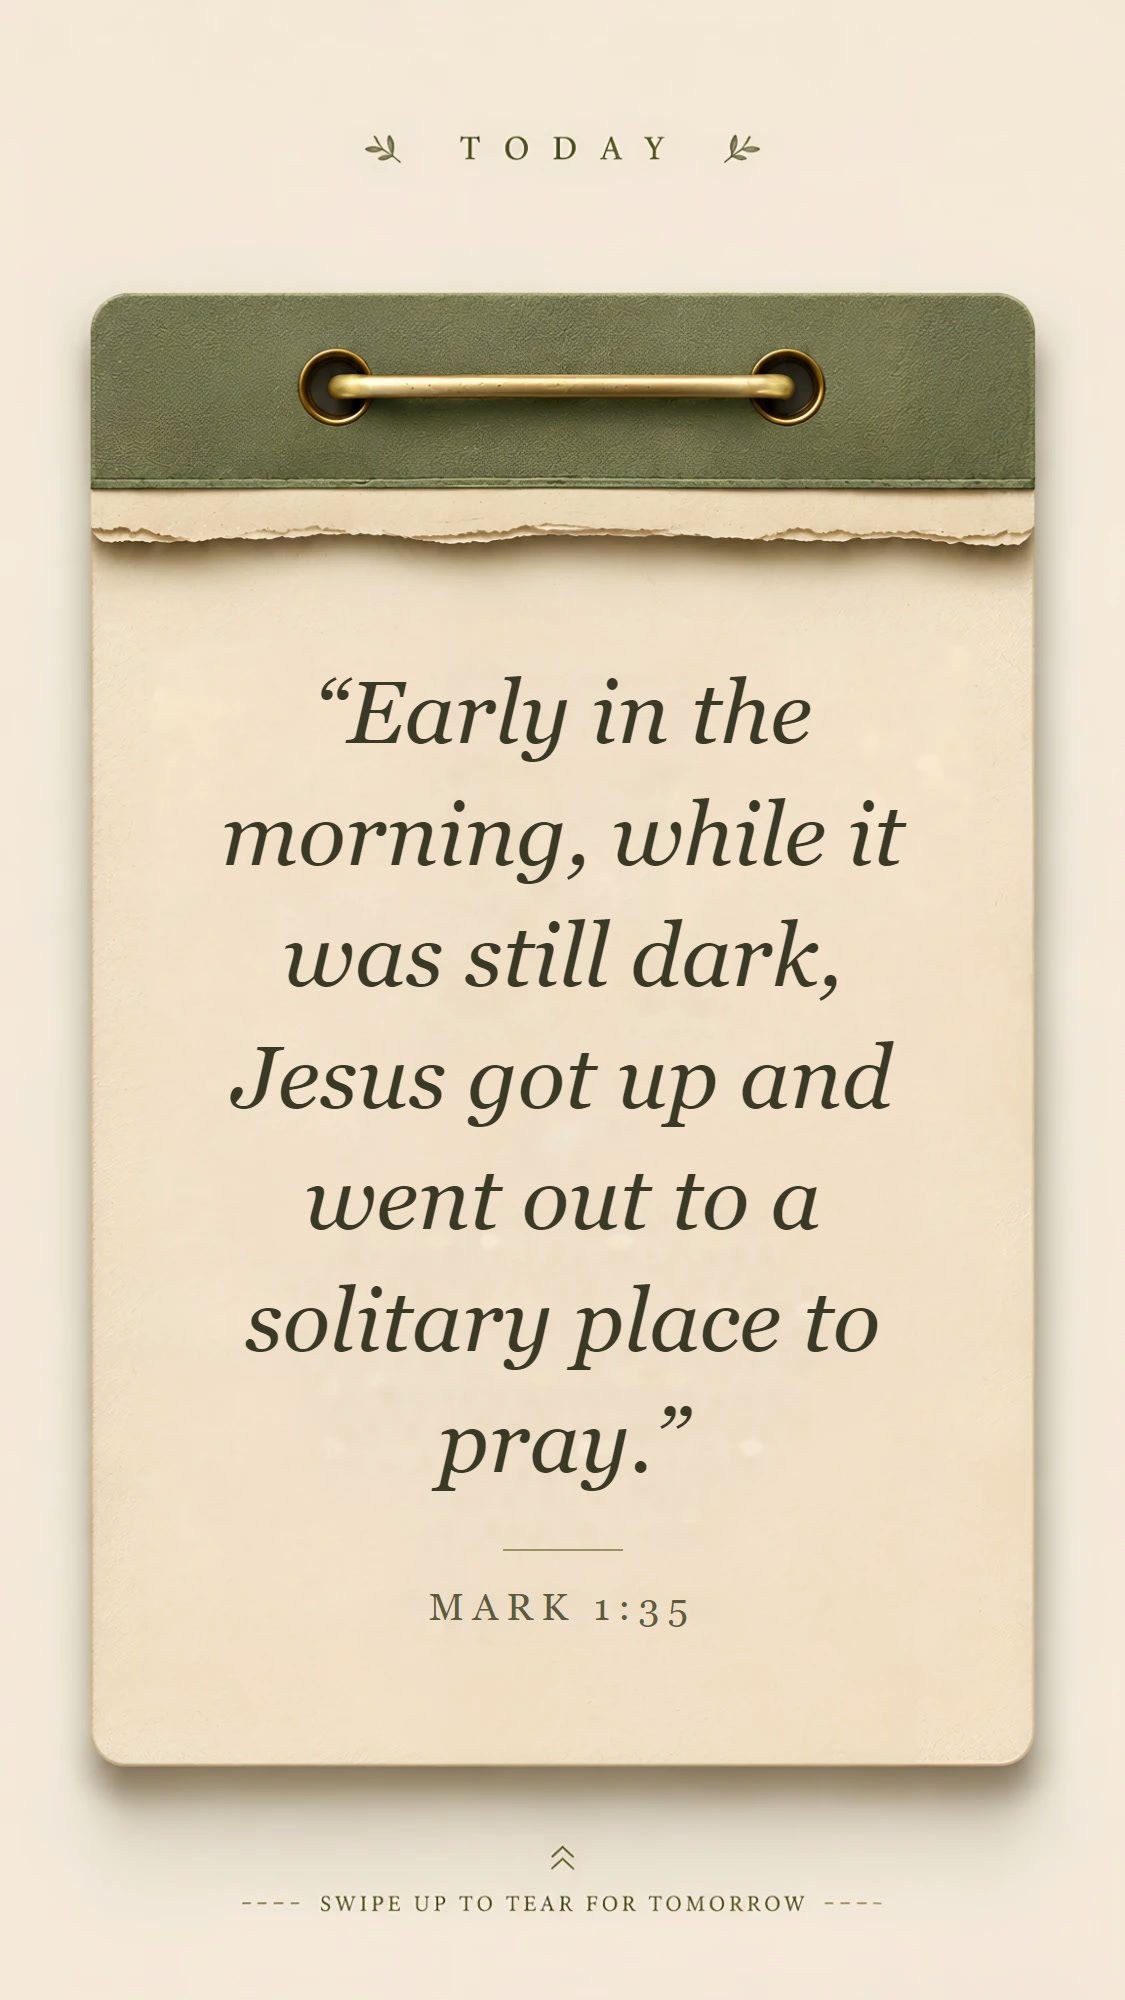 TODAY
“Early in the
morning, while it
was still dark,
Jesus got up and
went out to a
solitary place to
pray.”
MARK 1:35
SWIPE UP TO TEAR FOR TOMORROW